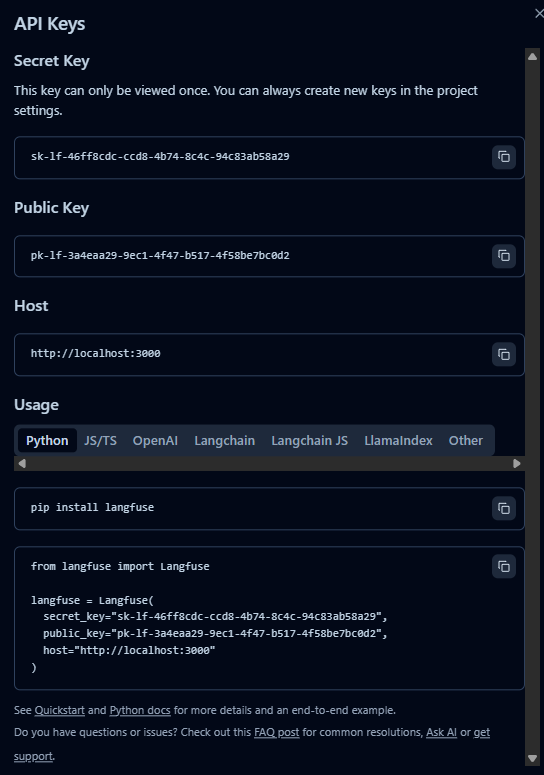 API Keys
Secret Key
This key can only be viewed once. You can always create new keys in the project
settings.
sk-lf-46ff8cdc-ccd8-4b74-8c4c-94c83ab58a29
Public Key
pk-lf-3a4eaa29-9ec1-4f47-b517-4f58be7bc0d2
Host
http://localhost:3000
Usage
Python JS/TS OpenAI Langchain Langchain JS LlamaIndex Other
pip install langfuse
from langfuse import Langfuse
langfuse = Langfuse(
  secret_key="sk-lf-46ff8cdc-ccd8-4b74-8c4c-94c83ab58a29",
  public_key="pk-lf-3a4eaa29-9ec1-4f47-b517-4f58be7bc0d2",
  host="http://localhost:3000"
)
See Quickstart and Python docs for more details and an end-to-end example.
Do you have questions or issues? Check out this FAQ post for common resolutions, Ask AI or get
support.